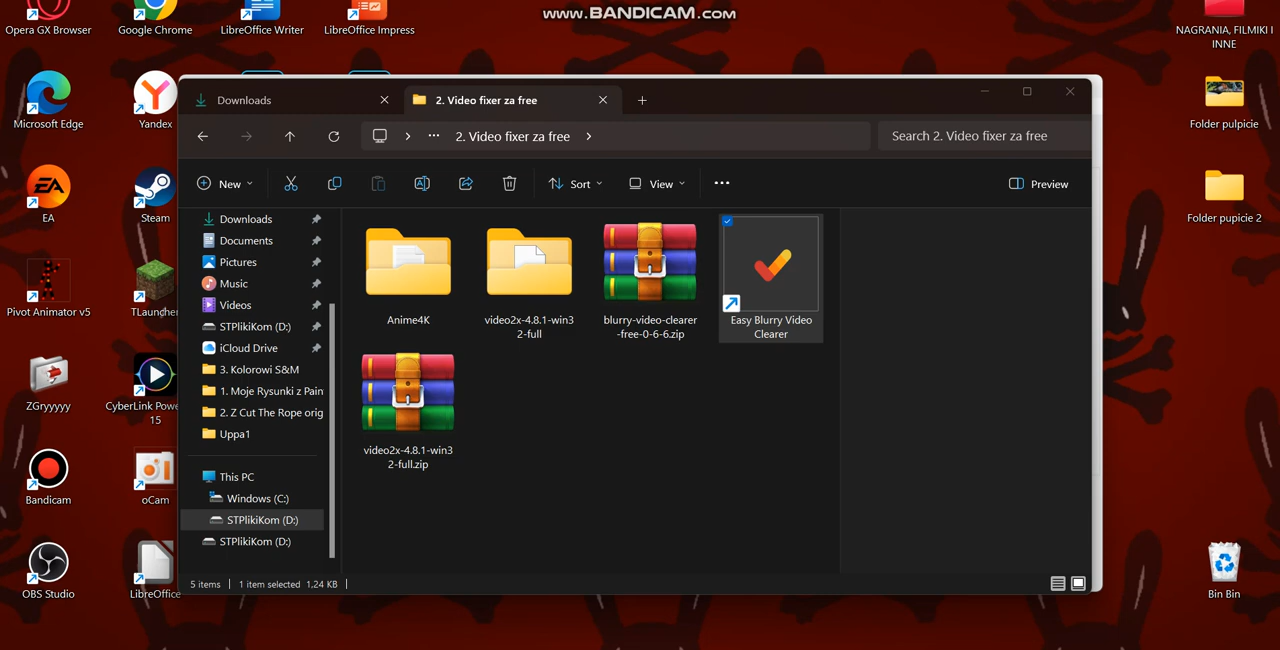 www.BANDICAM.com
Opera GX Browser
Google Chrome
LibreOffice Writer
LibreOffice Impress
NAGRANIA, FILMIKI I
INNE
Microsoft Edge
Yandex
Folder pulpicie
EA
Steam
Folder pupicie 2
Pivot Animator v5
TLauncher
ZGryyyyy
CyberLink Powe
15
Bandicam
oCam
OBS Studio
LibreOffice
Bin Bin
Downloads
2. Video fixer za free
2. Video fixer za free
Search 2. Video fixer za free
New
Sort
View
Preview
Downloads
Documents
Pictures
Music
Videos
STPlikiKom (D:)
iCloud Drive
3. Kolorowi S&M
1. Moje Rysunki z Pain
2. Z Cut The Rope orig
Uppa1
This PC
Windows (C:)
STPlikiKom (D:)
STPlikiKom (D:)
Anime4K
video2x-4.8.1-win3
2-full
blurry-video-clearer
-free-0-6-6.zip
Easy Blurry Video
Clearer
video2x-4.8.1-win3
2-full.zip
5 items
1 item selected 1,24 KB